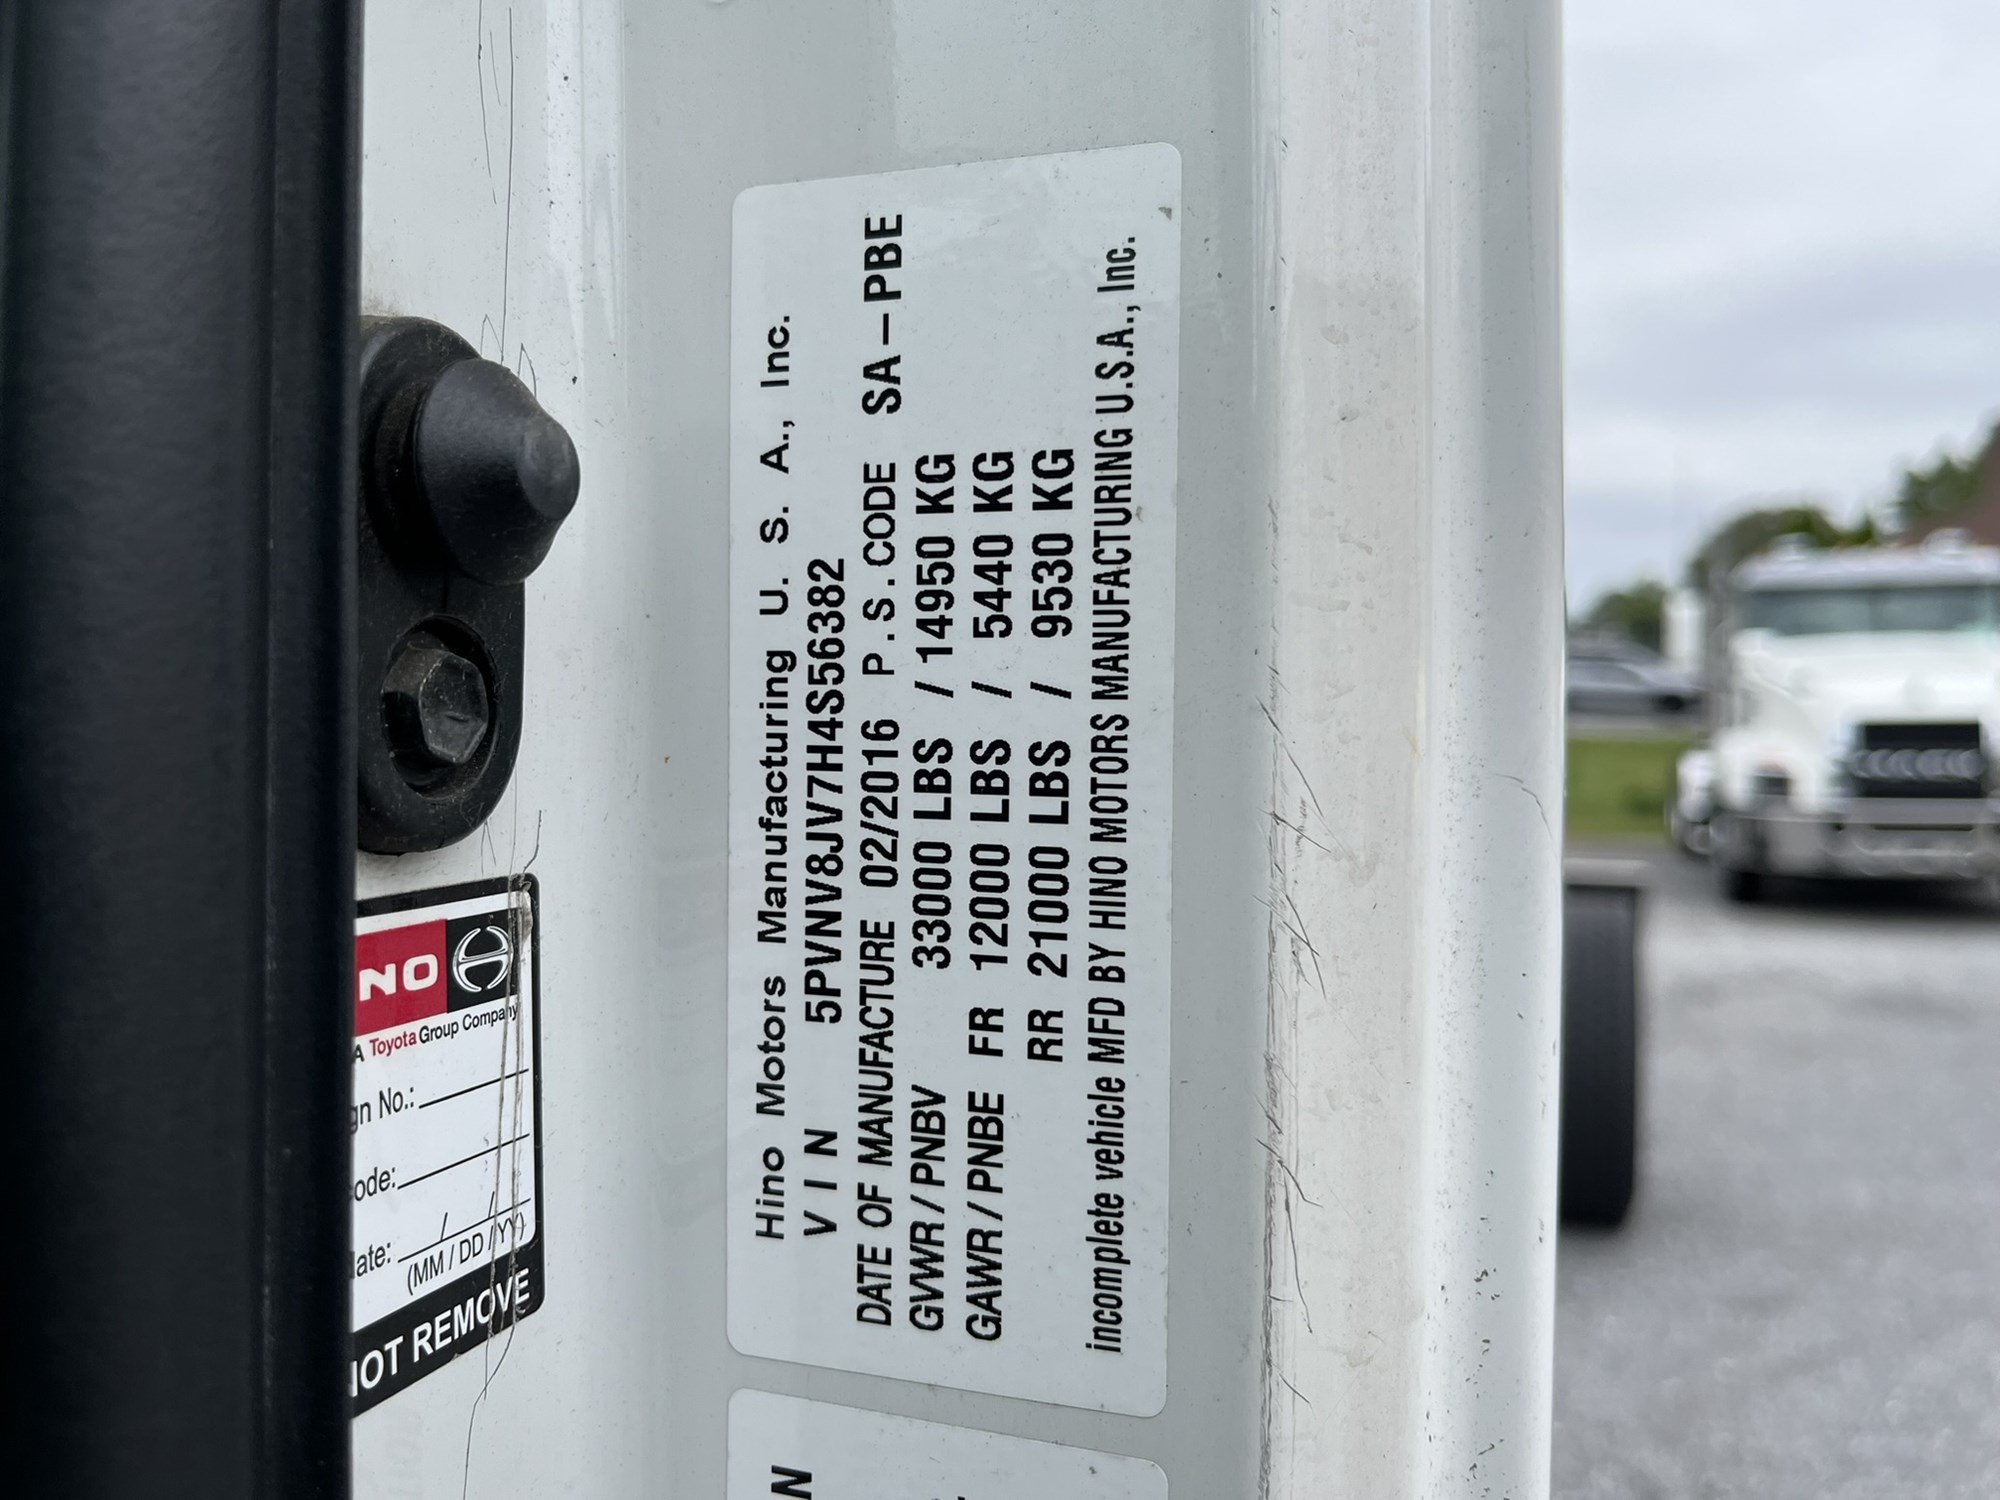 Hino Motors Manufacturing U. S. A., Inc.
VIN 5PVNV8JV7H4S56382
DATE OF MANUFACTURE 02/2016 P.S.CODE SA-PBE
GVWR/PNBV 33000 LBS / 14950 KG
GAWR/PNBE FR 12000 LBS / 5440 KG
RR 21000 LBS / 9530 KG
incomplete vehicle MFD BY HINO MOTORS MANUFACTURING U.S.A., Inc.
NO
A Toyota Group Company
gn No.:
ode:
ate: / /
(MM / DD / YY)
NOT REMOVE
N